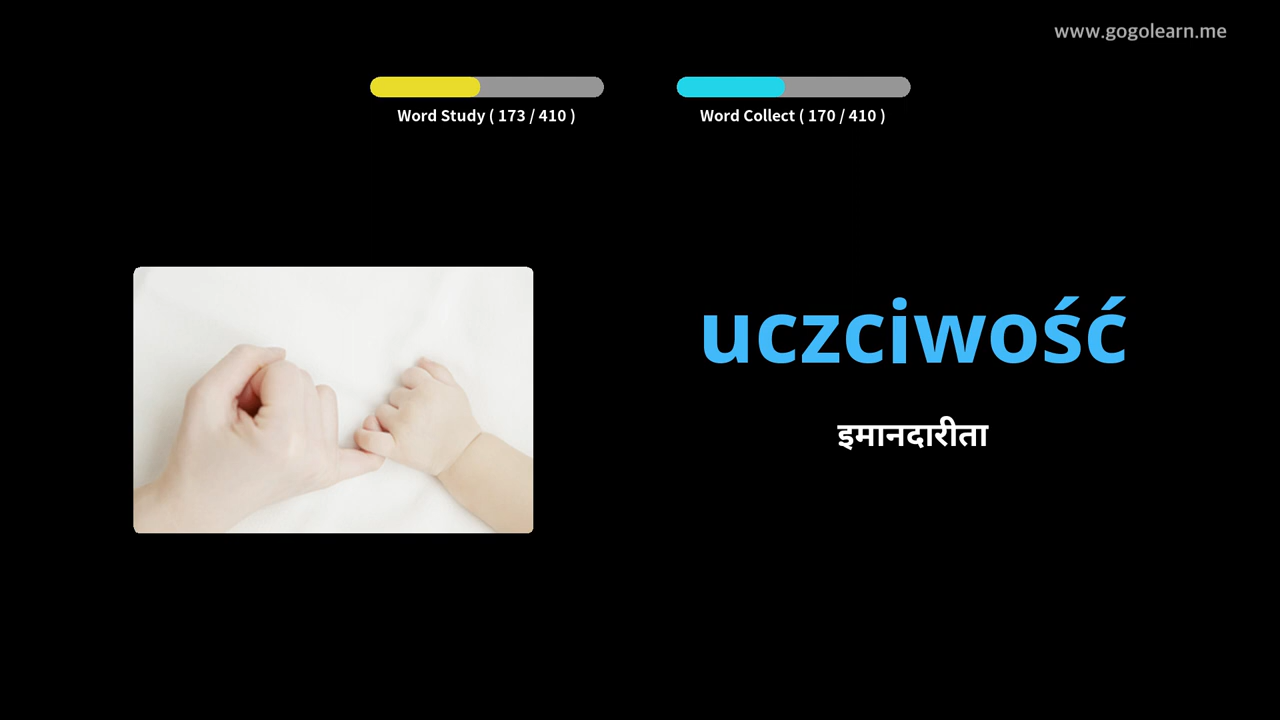 www.gogolearn.me
Word Study ( 173 / 410 )
Word Collect ( 170 / 410 )
uczciwość
इमानदारीता